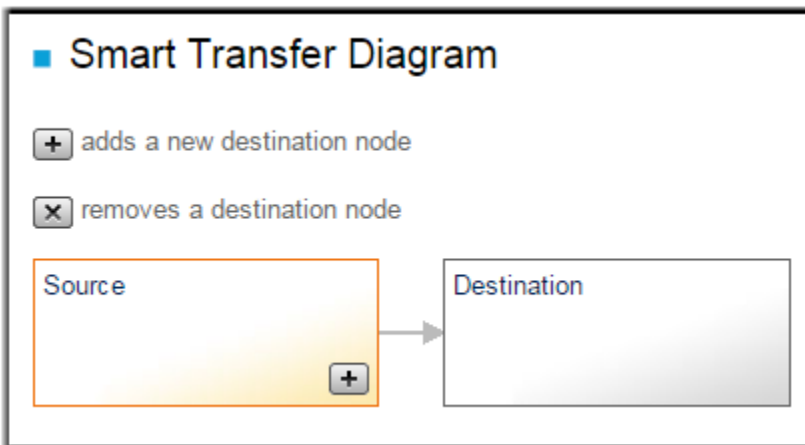 Smart Transfer Diagram
+ adds a new destination node
× removes a destination node
Source
Destination
+